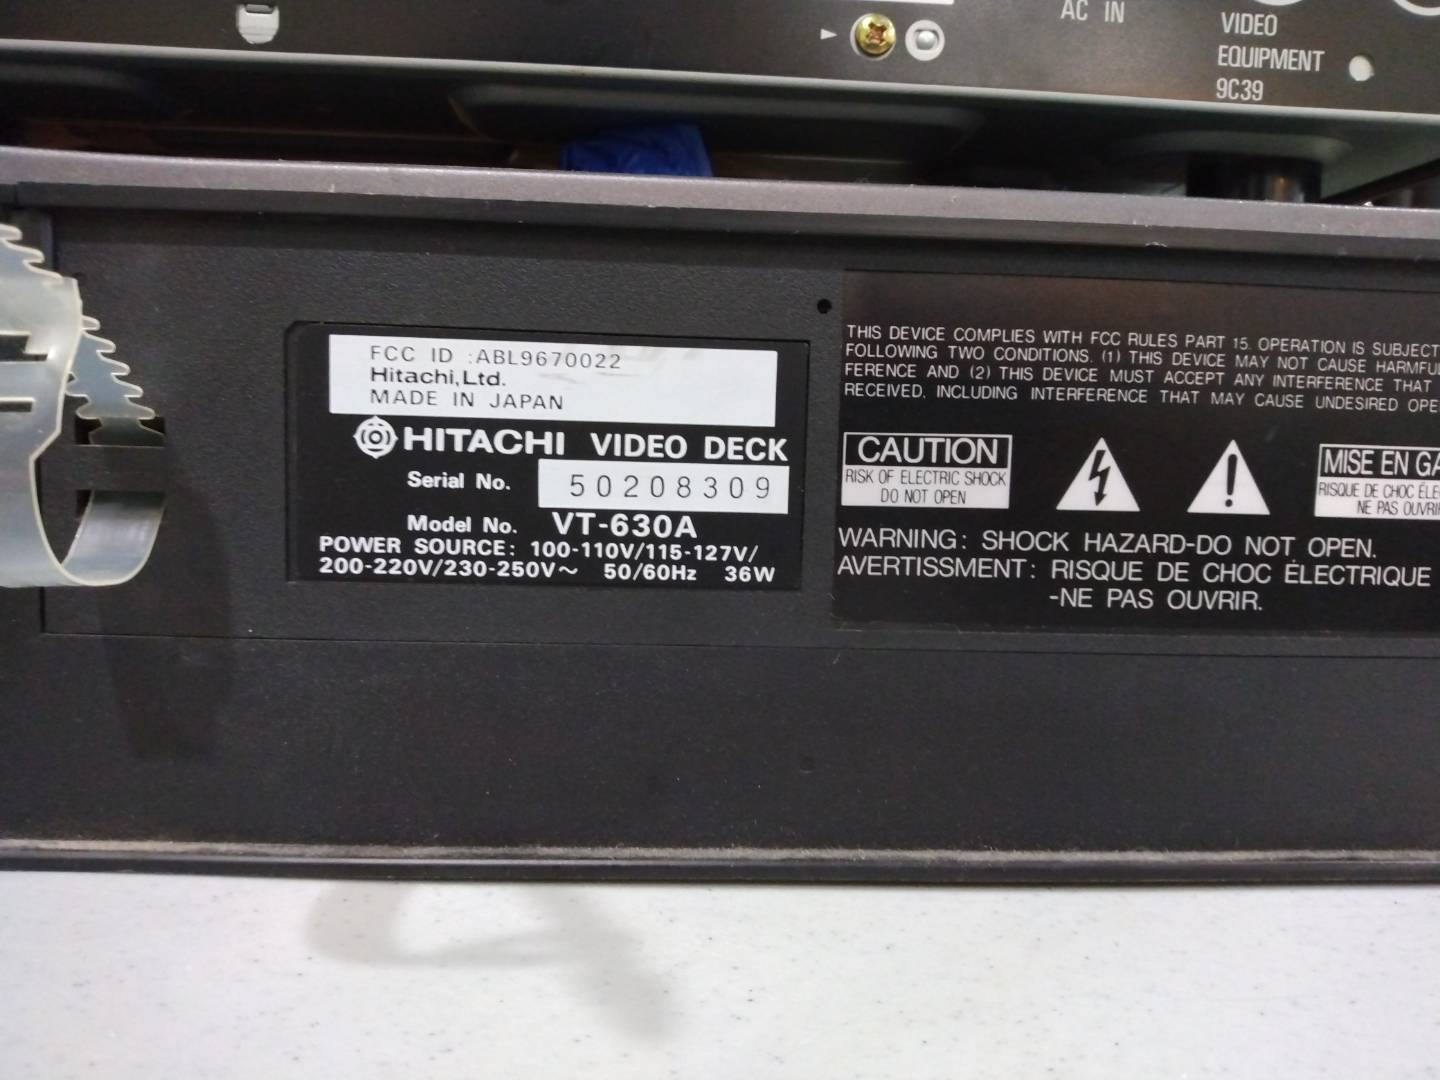 AC IN
VIDEO
EQUIPMENT
9C39
FCC ID :ABL9670022
Hitachi,Ltd.
MADE IN JAPAN
HITACHI VIDEO DECK
Serial No. 50208309
Model No. VT-630A
POWER SOURCE: 100-110V/115-127V/
200-220V/230-250V～ 50/60Hz 36W
THIS DEVICE COMPLIES WITH FCC RULES PART 15. OPERATION IS SUBJECT
FOLLOWING TWO CONDITIONS. (1) THIS DEVICE MAY NOT CAUSE HARMFUL
FERENCE AND (2) THIS DEVICE MUST ACCEPT ANY INTERFERENCE THAT
RECEIVED, INCLUDING INTERFERENCE THAT MAY CAUSE UNDESIRED OPE
CAUTION
RISK OF ELECTRIC SHOCK
DO NOT OPEN
MISE EN GA
RISQUE DE CHOC ÉLE
NE PAS OUVRI
WARNING: SHOCK HAZARD-DO NOT OPEN.
AVERTISSMENT: RISQUE DE CHOC ÉLECTRIQUE
-NE PAS OUVRIR.